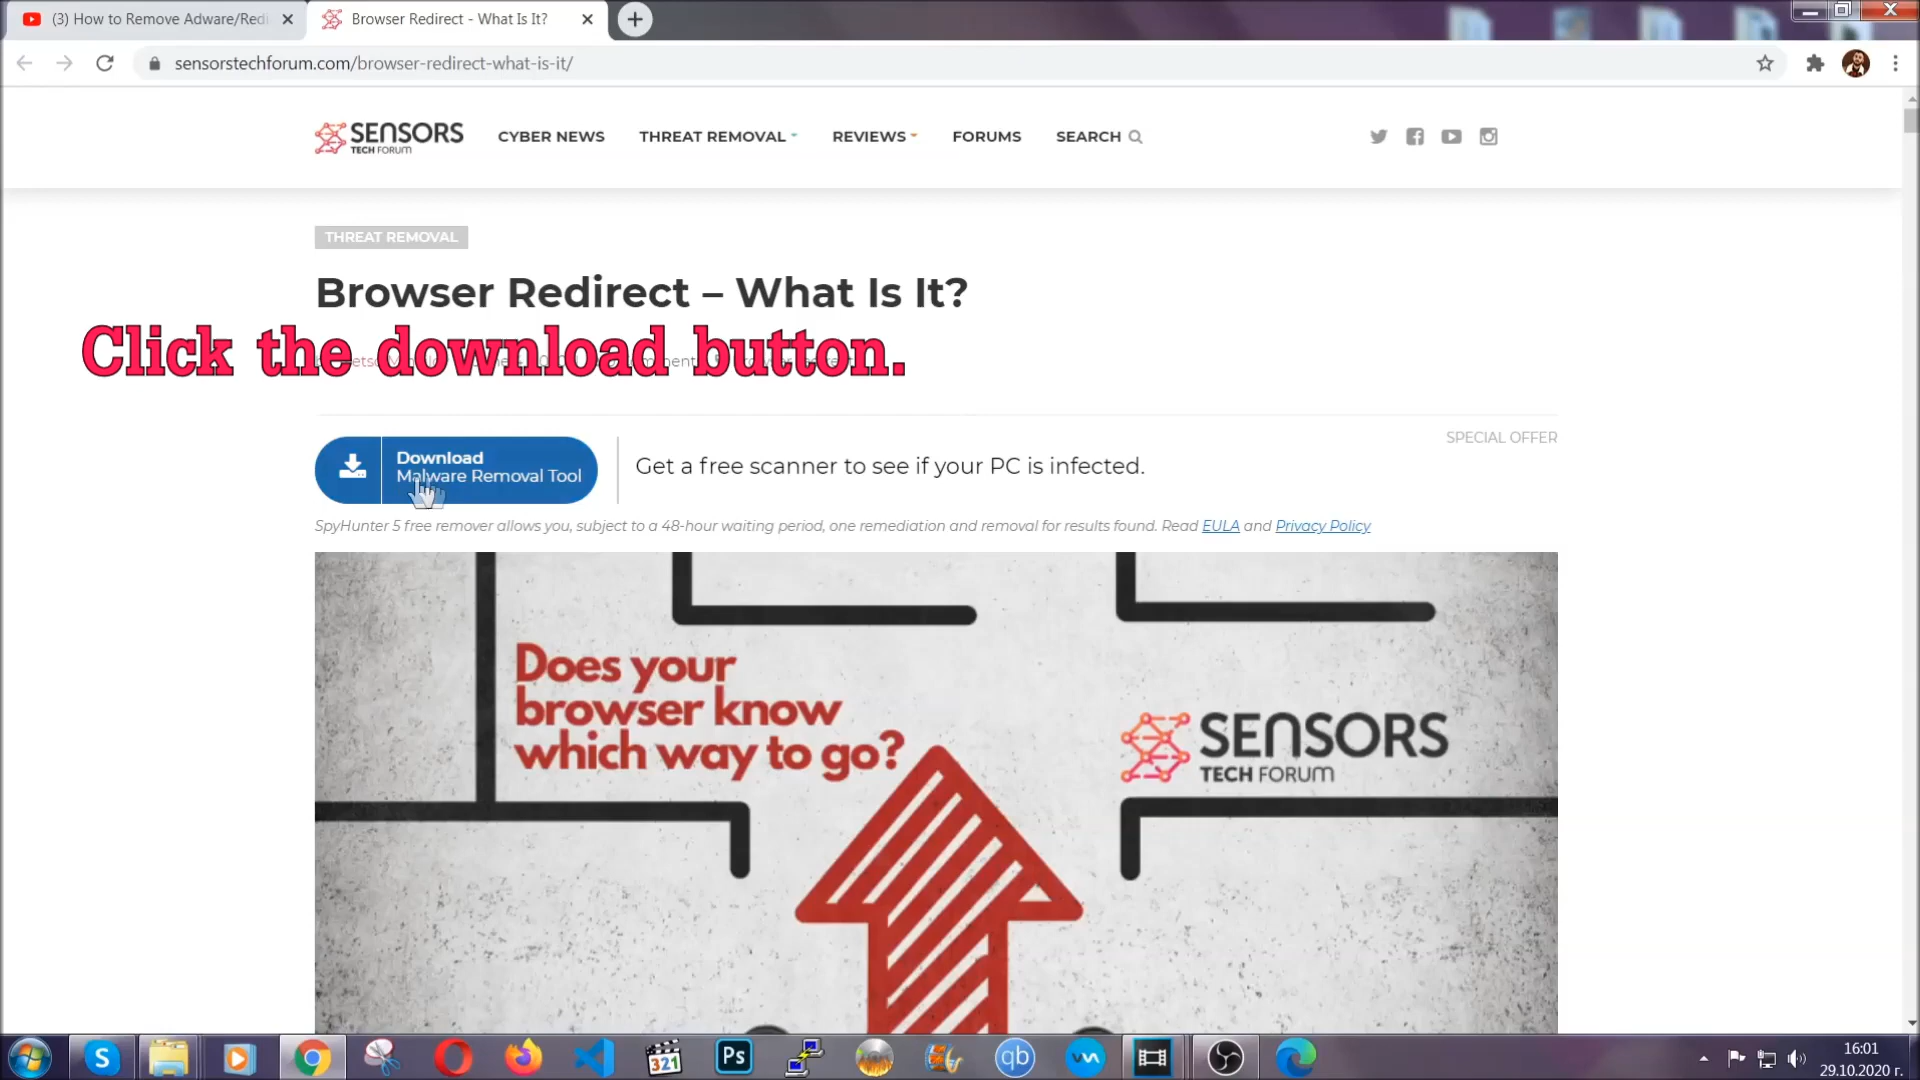 (3) How to Remove Adware/Redi
Browser Redirect - What Is It?
sensorstechforum.com/browser-redirect-what-is-it/
SENSORS
TECH FORUM
CYBER NEWS
THREAT REMOVAL
REVIEWS
FORUMS
SEARCH
THREAT REMOVAL
Browser Redirect – What Is It?
Click the download button.
Download
Malware Removal Tool
Get a free scanner to see if your PC is infected.
SPECIAL OFFER
SpyHunter 5 free remover allows you, subject to a 48-hour waiting period, one remediation and removal for results found. Read EULA and Privacy Policy
Does your
browser know
which way to go?
SENSORS
TECH FORUM
S
321
Ps
qb
16:01
29.10.2020 г.